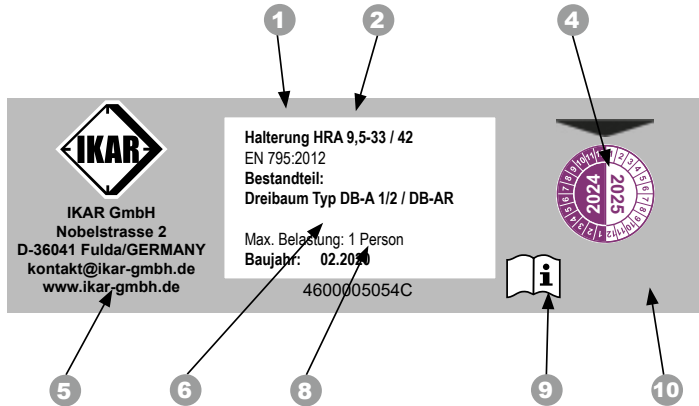 1
2
4
IKAR
IKAR GmbH
Nobelstrasse 2
D-36041 Fulda/GERMANY
kontakt@ikar-gmbh.de
www.ikar-gmbh.de
Halterung HRA 9,5-33 / 42
EN 795:2012
Bestandteil:
Dreibaum Typ DB-A 1/2 / DB-AR
Max. Belastung: 1 Person
Baujahr: 02.2020
4600005054C
2024
2025
i
5
6
8
9
10